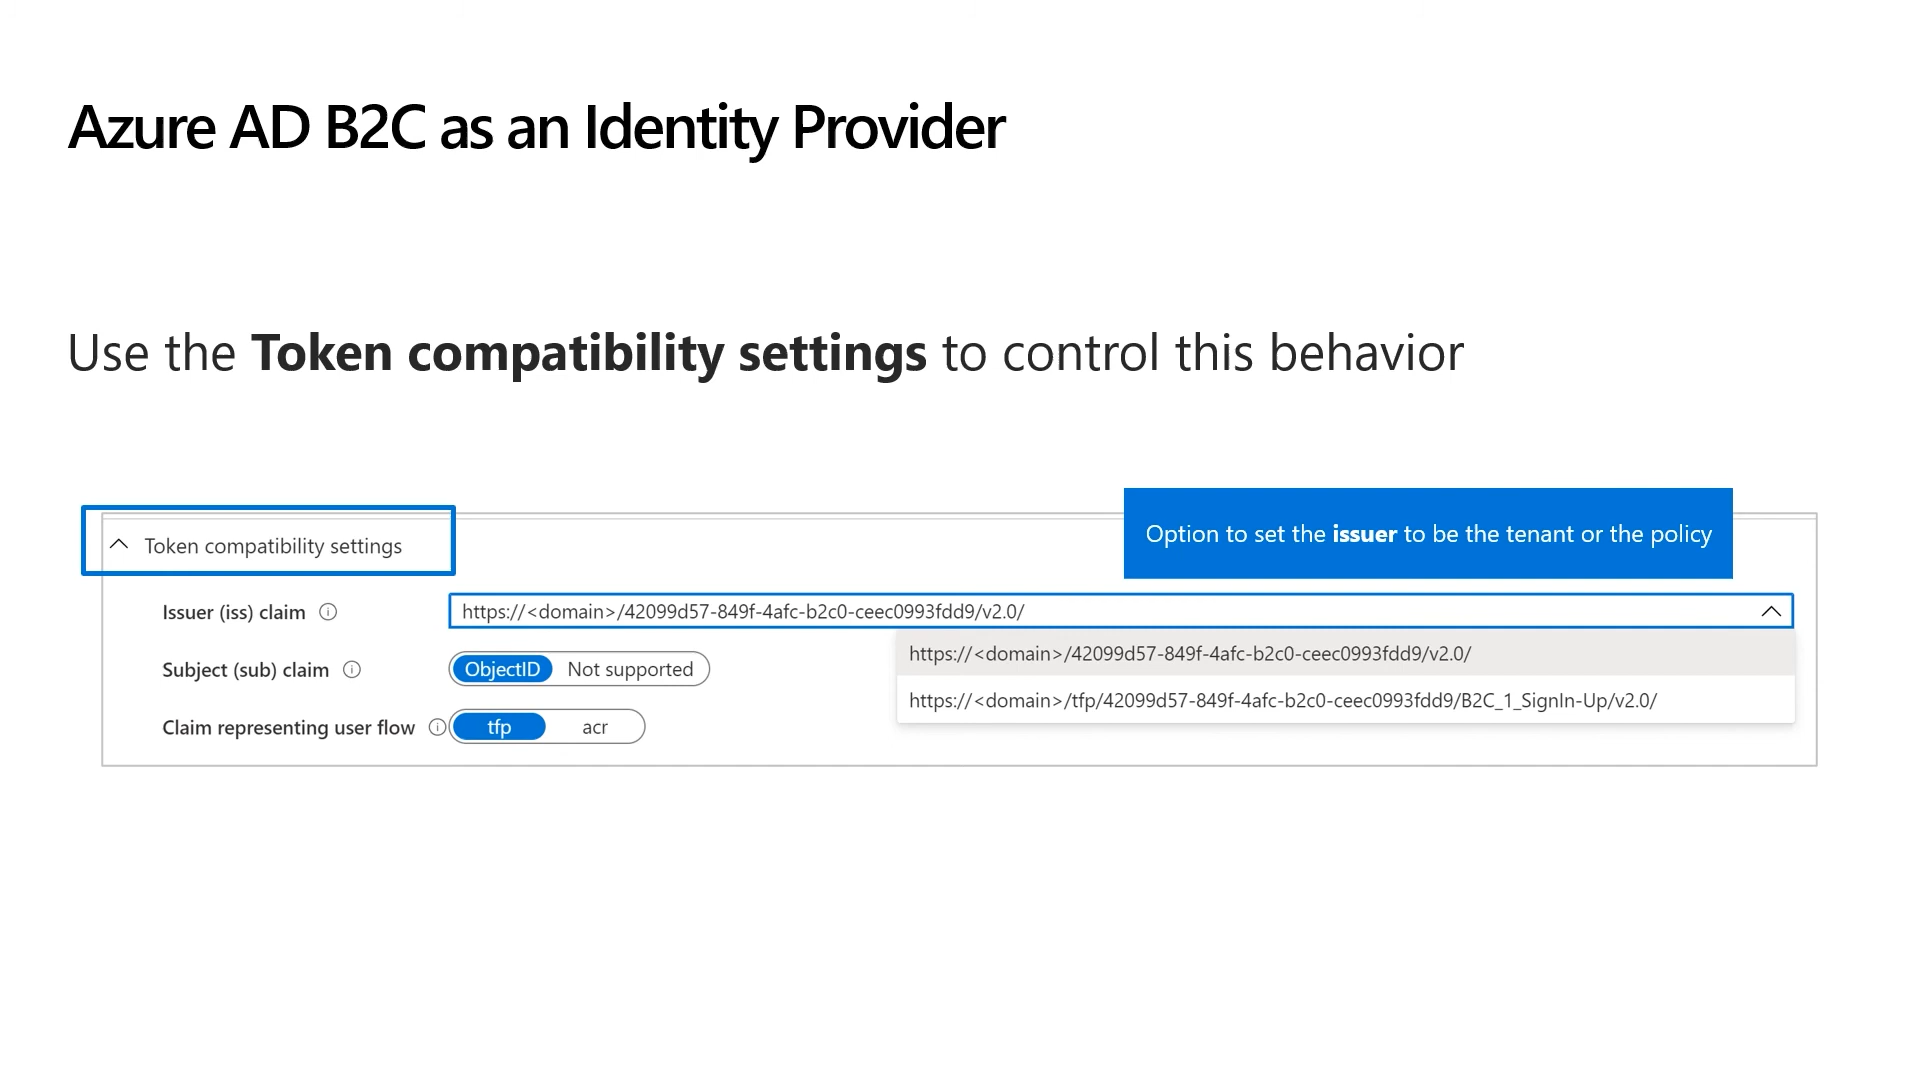 Azure AD B2C as an Identity Provider
Use the Token compatibility settings to control this behavior
Option to set the issuer to be the tenant or the policy
Token compatibility settings
Issuer (iss) claim
https://<domain>/42099d57-849f-4afc-b2c0-ceec0993fdd9/v2.0/
https://<domain>/42099d57-849f-4afc-b2c0-ceec0993fdd9/v2.0/
Subject (sub) claim
ObjectID Not supported
https://<domain>/tfp/42099d57-849f-4afc-b2c0-ceec0993fdd9/B2C_1_SignIn-Up/v2.0/
Claim representing user flow
tfp acr